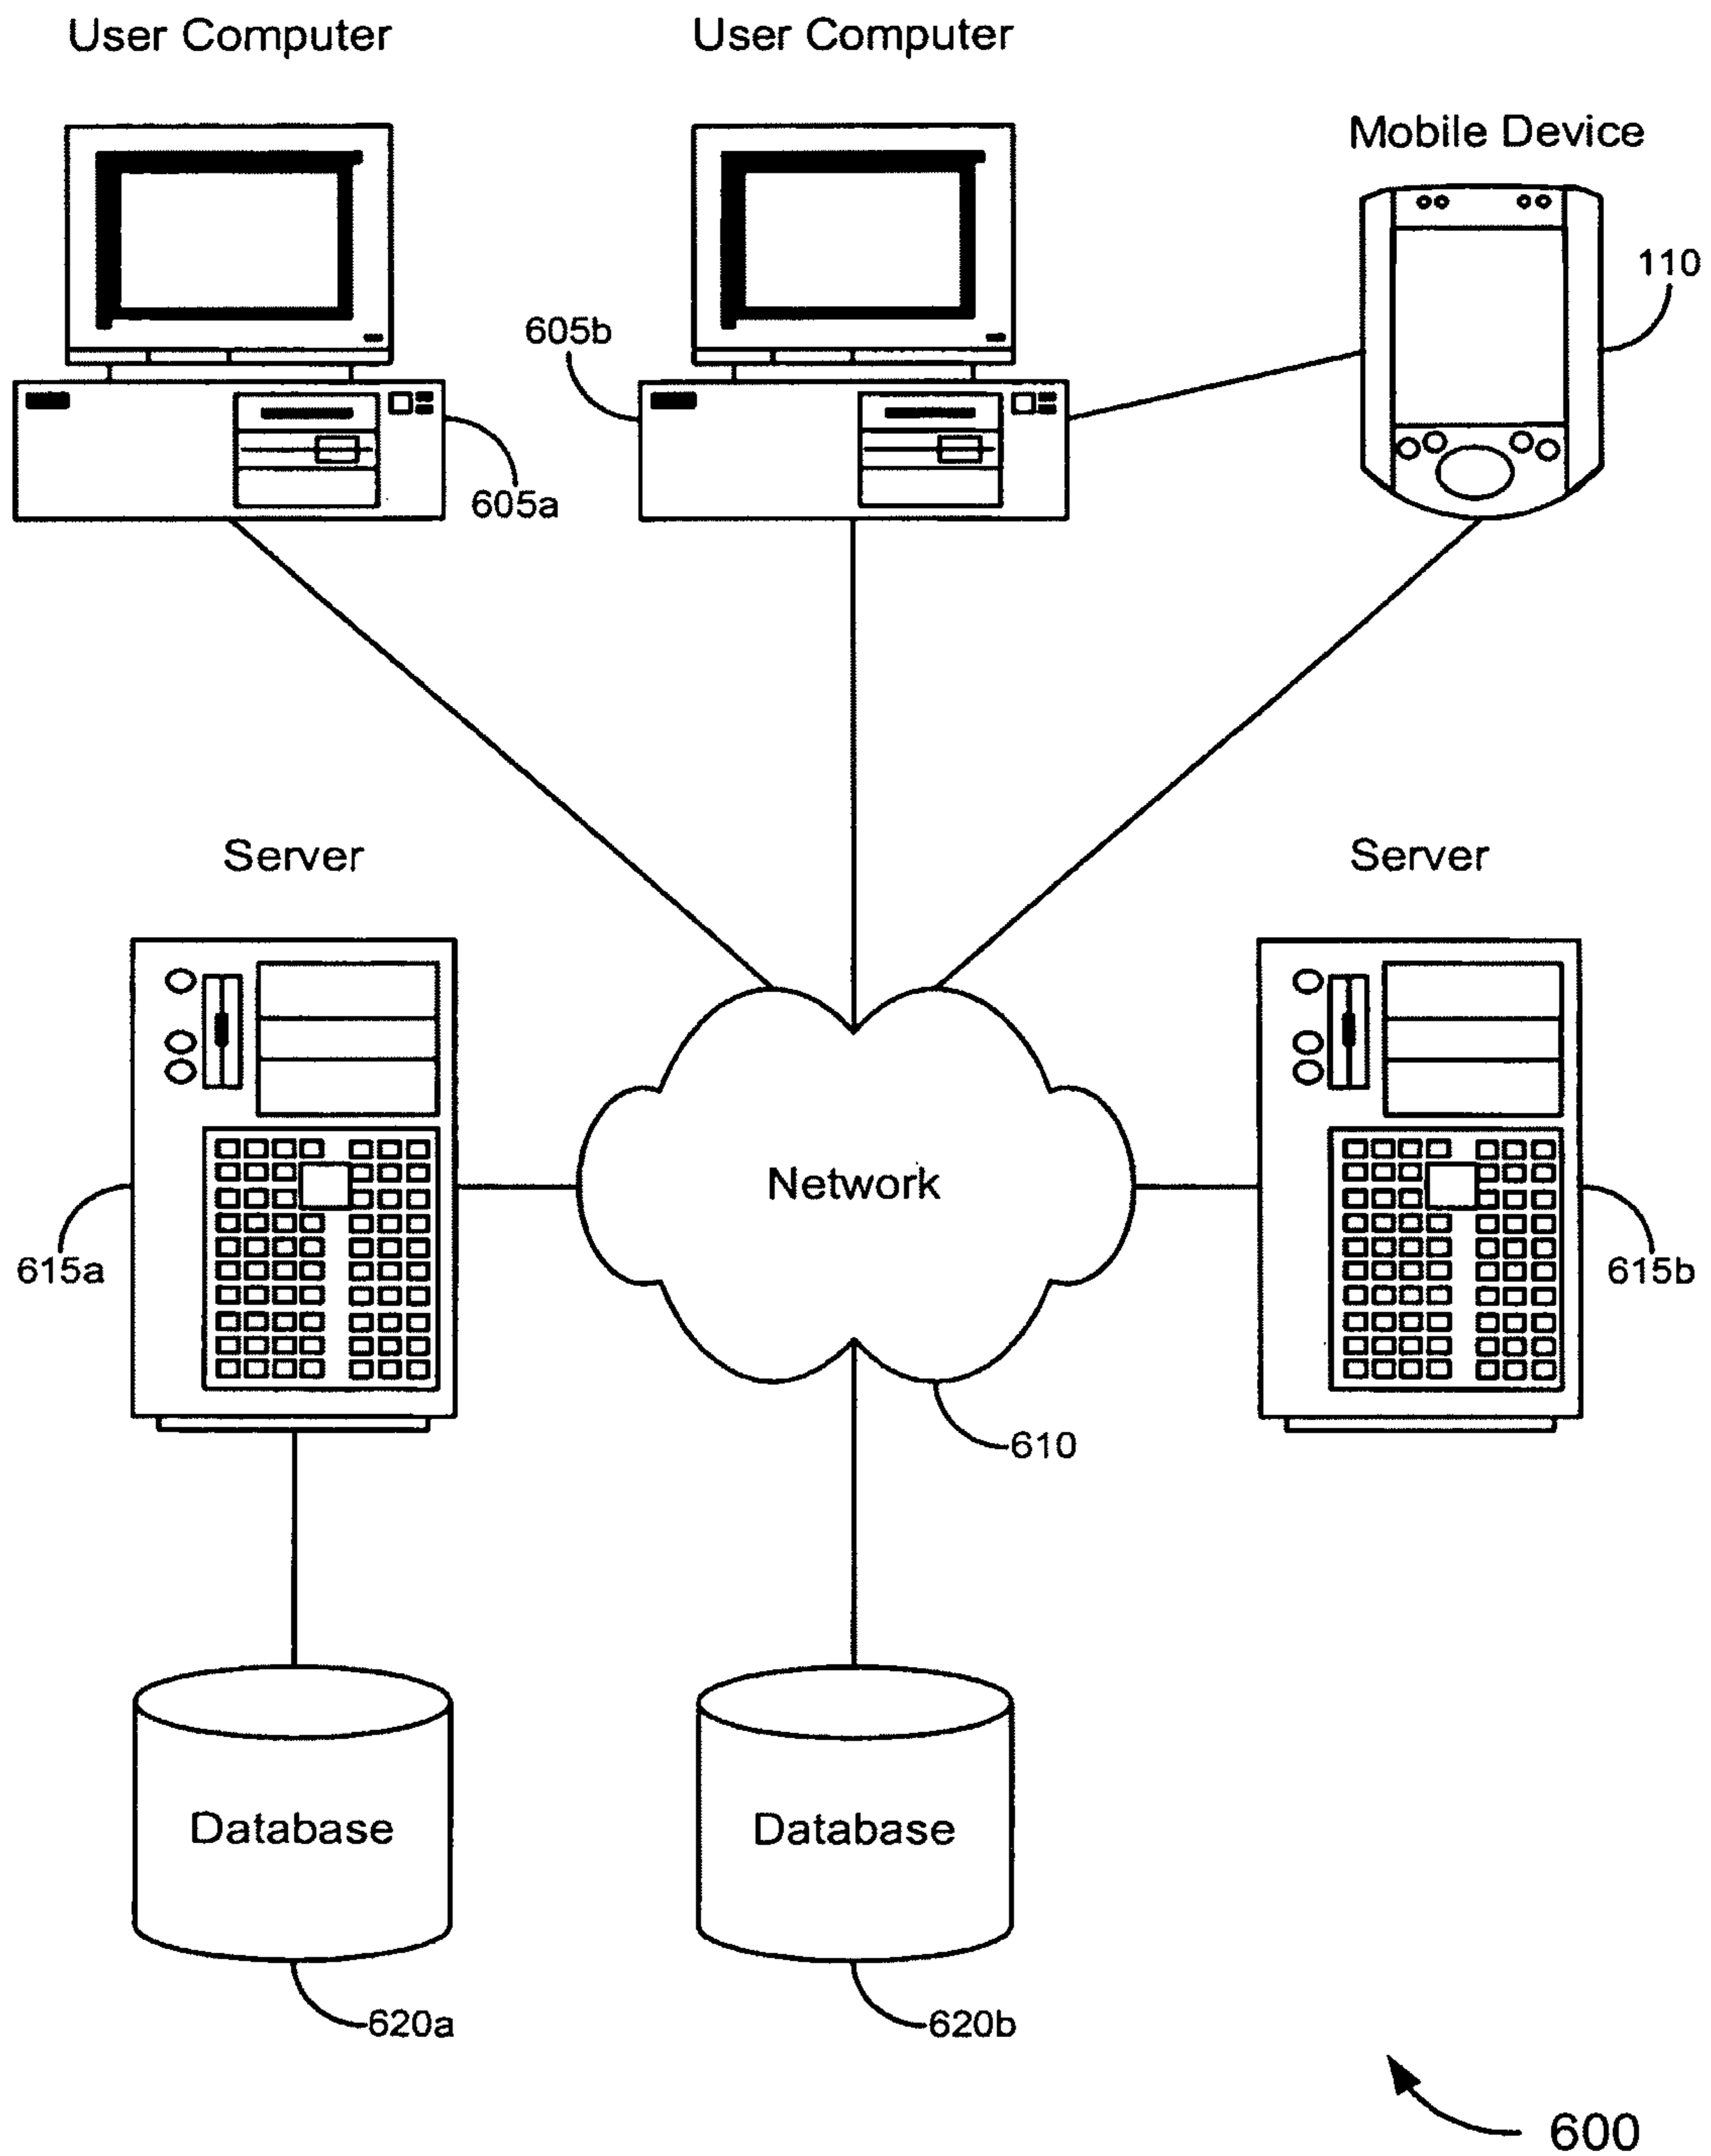 User Computer
User Computer
Mobile Device
110
605b
605a
Server
Server
Network
615a
615b
610
Database
Database
620a
620b
600